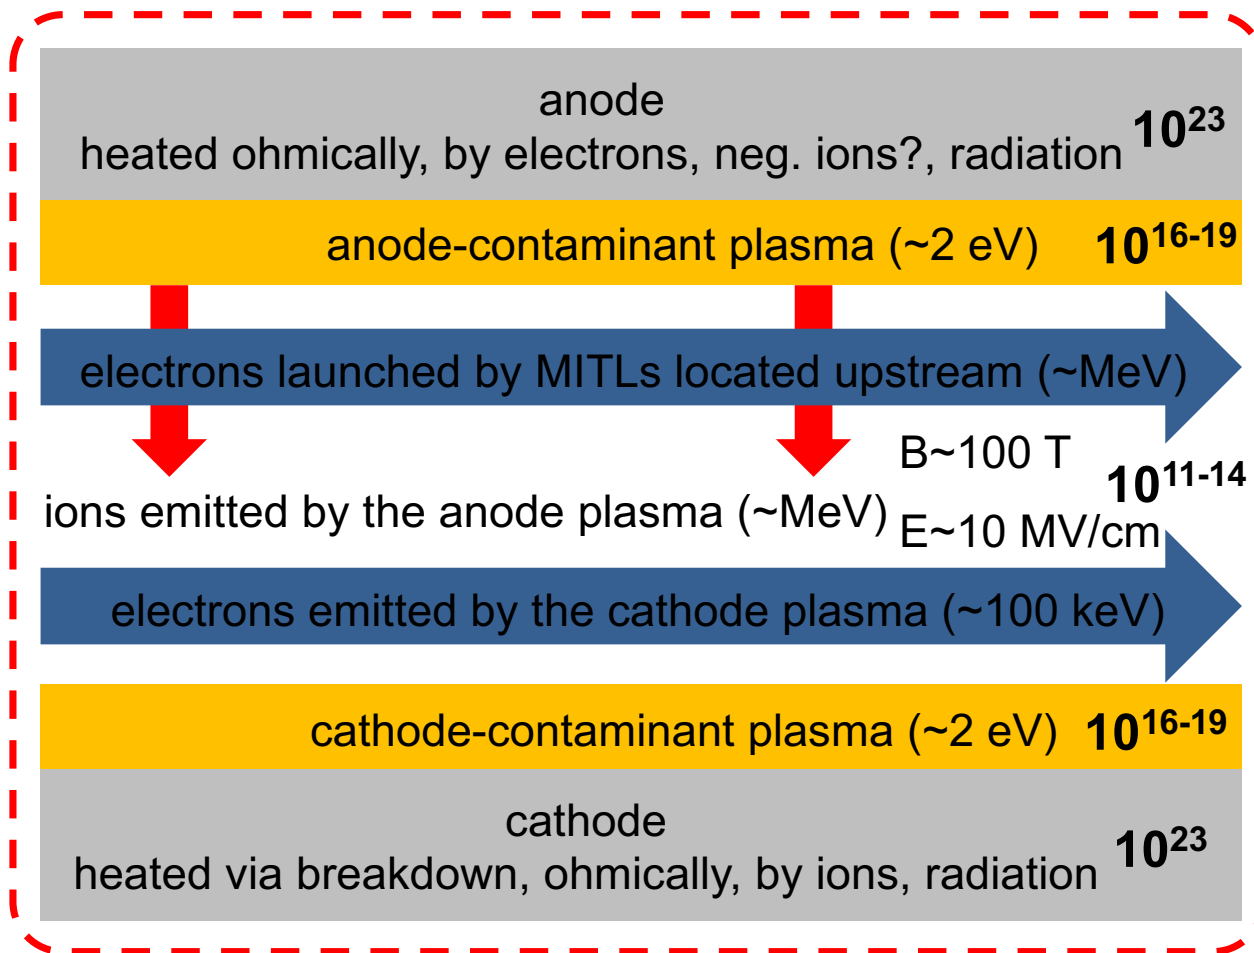 anode
heated ohmically, by electrons, neg. ions?, radiation 10²³
anode-contaminant plasma (~2 eV) 10¹⁶⁻¹⁹
electrons launched by MITLs located upstream (~MeV)
B~100 T
10¹¹⁻¹⁴
ions emitted by the anode plasma (~MeV)
E~10 MV/cm
electrons emitted by the cathode plasma (~100 keV)
cathode-contaminant plasma (~2 eV) 10¹⁶⁻¹⁹
cathode
heated via breakdown, ohmically, by ions, radiation 10²³